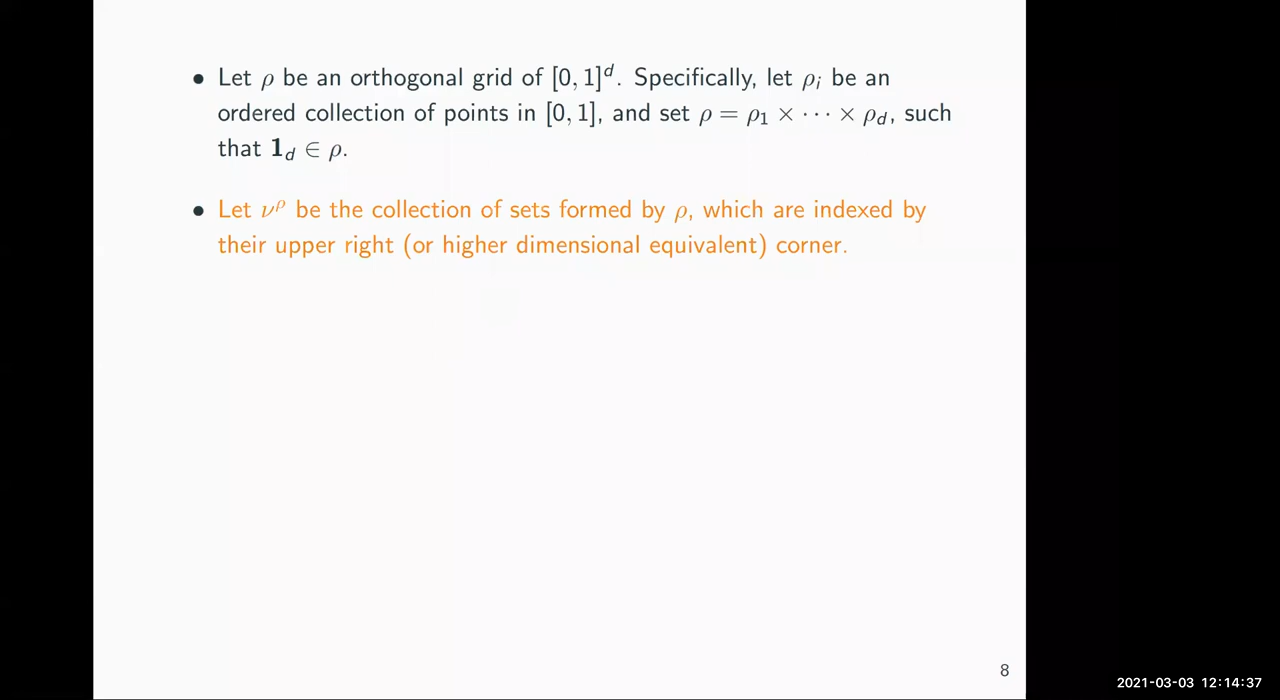 • Let ρ be an orthogonal grid of [0, 1]ᵈ. Specifically, let ρᵢ be an
ordered collection of points in [0, 1], and set ρ = ρ₁ × ⋯ × ρ_d, such
that 𝟏_d ∈ ρ.
• Let ν^ρ be the collection of sets formed by ρ, which are indexed by
their upper right (or higher dimensional equivalent) corner.
8
2021-03-03 12:14:37